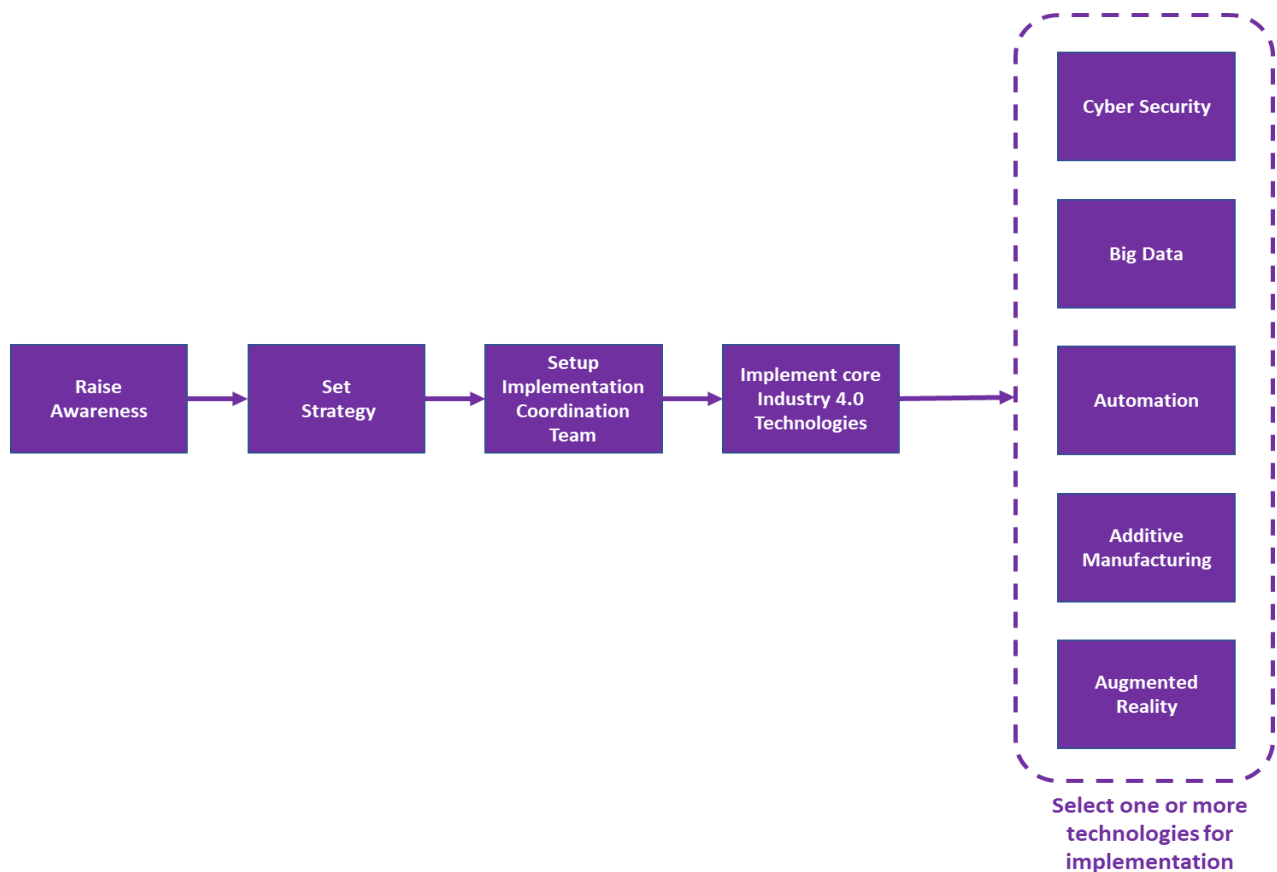 Raise
Awareness
Set
Strategy
Setup
Implementation
Coordination
Team
Implement core
Industry 4.0
Technologies
Cyber Security
Big Data
Automation
Additive
Manufacturing
Augmented
Reality
Select one or more
technologies for
implementation